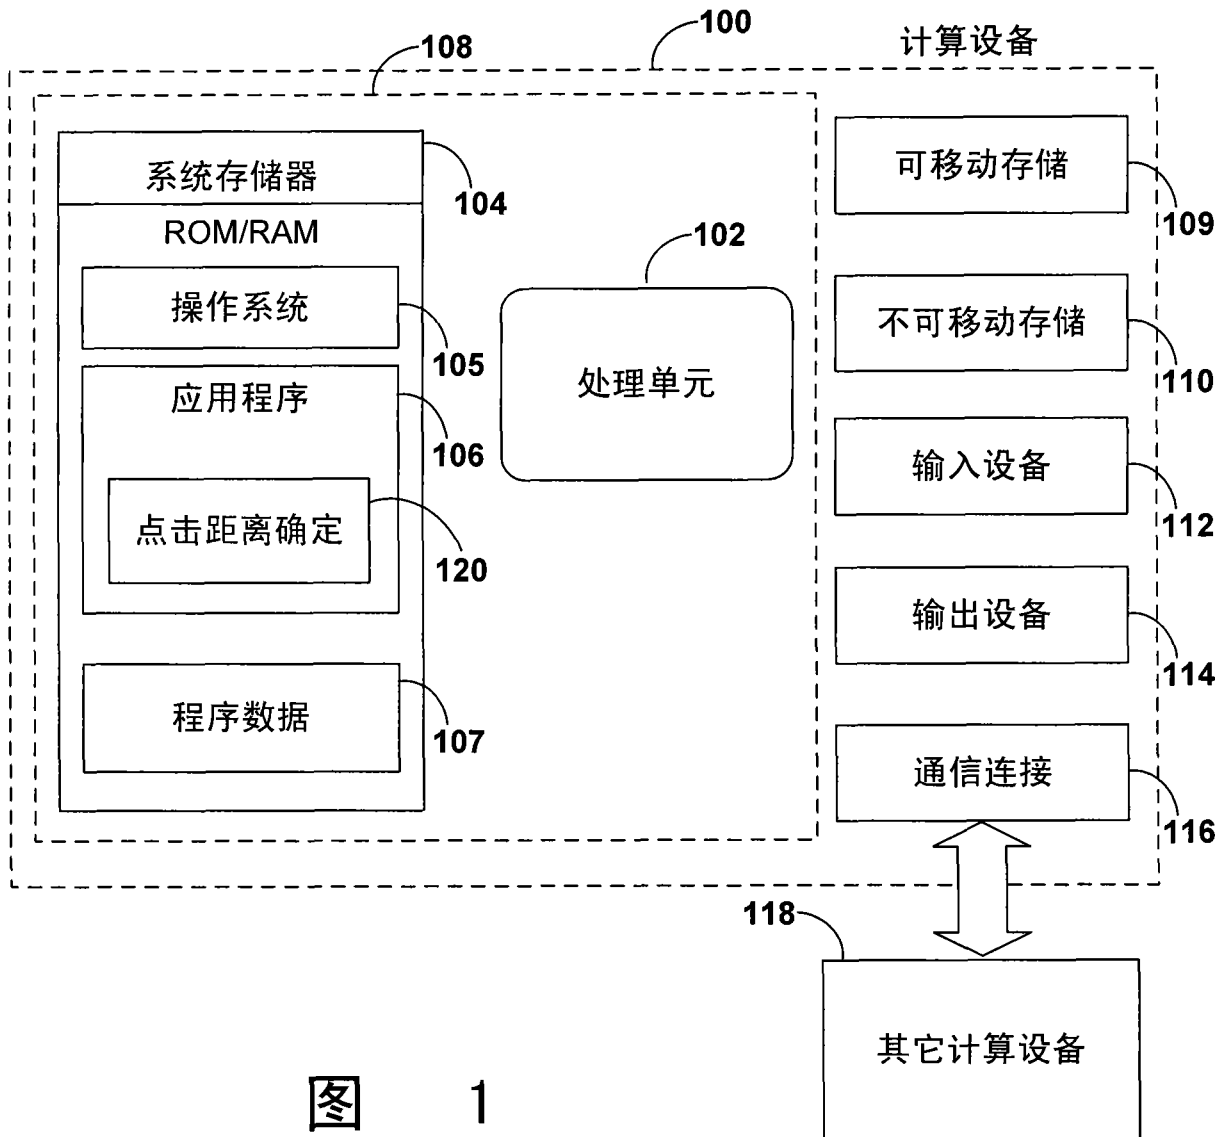 100
计算设备
108
系统存储器
104
ROM/RAM
操作系统
105
应用程序
106
点击距离确定
120
程序数据
107
102
处理单元
可移动存储
109
不可移动存储
110
输入设备
112
输出设备
114
通信连接
116
118
其它计算设备
图 1